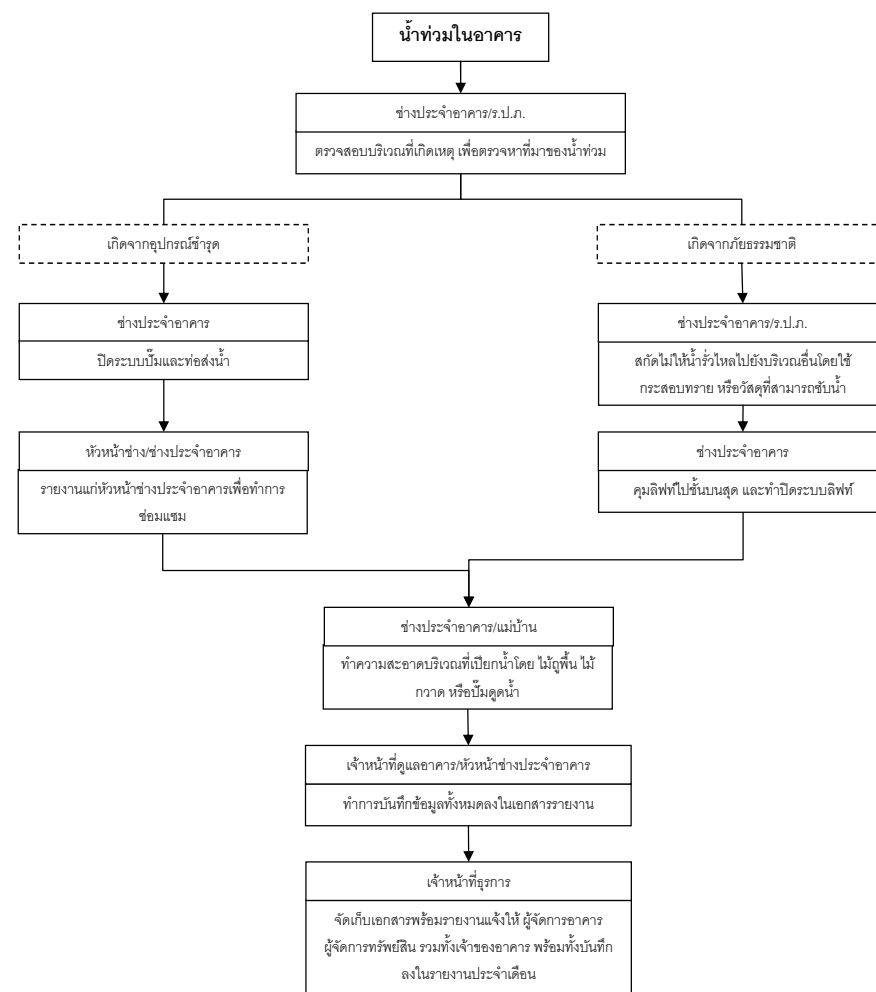 น้ำท่วมในอาคาร
ช่างประจำอาคาร/ร.ป.ภ.
ตรวจสอบบริเวณที่เกิดเหตุ เพื่อตรวจหาที่มาของน้ำท่วม
เกิดจากอุปกรณ์ชำรุด
เกิดจากภัยธรรมชาติ
ช่างประจำอาคาร
ปิดระบบปั๊มและท่อส่งน้ำ
ช่างประจำอาคาร/ร.ป.ภ.
สกัดไม่ให้น้ำรั่วไหลไปยังบริเวณอื่นโดยใช้
กระสอบทราย หรือวัสดุที่สามารถซับน้ำ
หัวหน้าช่าง/ช่างประจำอาคาร
รายงานแก่หัวหน้าช่างประจำอาคารเพื่อทำการ
ซ่อมแซม
ช่างประจำอาคาร
คุมลิฟท์ไปชั้นบนสุด และทำปิดระบบลิฟท์
ช่างประจำอาคาร/แม่บ้าน
ทำความสะอาดบริเวณที่เปียกน้ำโดย ไม้ถูพื้น ไม้
กวาด หรือปั๊มดูดน้ำ
เจ้าหน้าที่ดูแลอาคาร/หัวหน้าช่างประจำอาคาร
ทำการบันทึกข้อมูลทั้งหมดลงในเอกสารรายงาน
เจ้าหน้าที่ธุรการ
จัดเก็บเอกสารพร้อมรายงานแจ้งให้ ผู้จัดการอาคาร
ผู้จัดการทรัพย์สิน รวมทั้งเจ้าของอาคาร พร้อมทั้งบันทึก
ลงในรายงานประจำเดือน